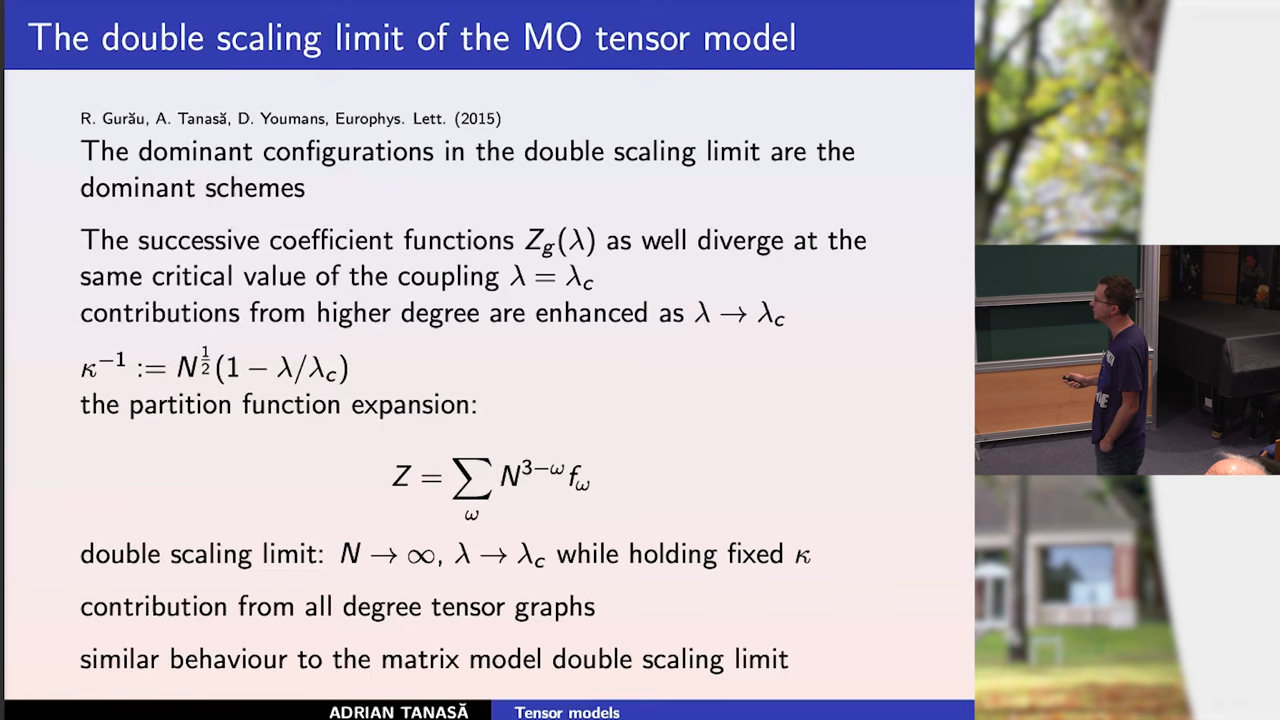 The double scaling limit of the MO tensor model
R. Gurău, A. Tanasă, D. Youmans, Europhys. Lett. (2015)
The dominant configurations in the double scaling limit are the
dominant schemes
The successive coefficient functions Z_g(λ) as well diverge at the
same critical value of the coupling λ = λ_c
contributions from higher degree are enhanced as λ → λ_c
κ⁻¹ := N^{1/2}(1 − λ/λ_c)
the partition function expansion:
Z = ∑_ω N^{3−ω} f_ω
double scaling limit: N → ∞, λ → λ_c while holding fixed κ
contribution from all degree tensor graphs
similar behaviour to the matrix model double scaling limit
ADRIAN TANASĂ Tensor models